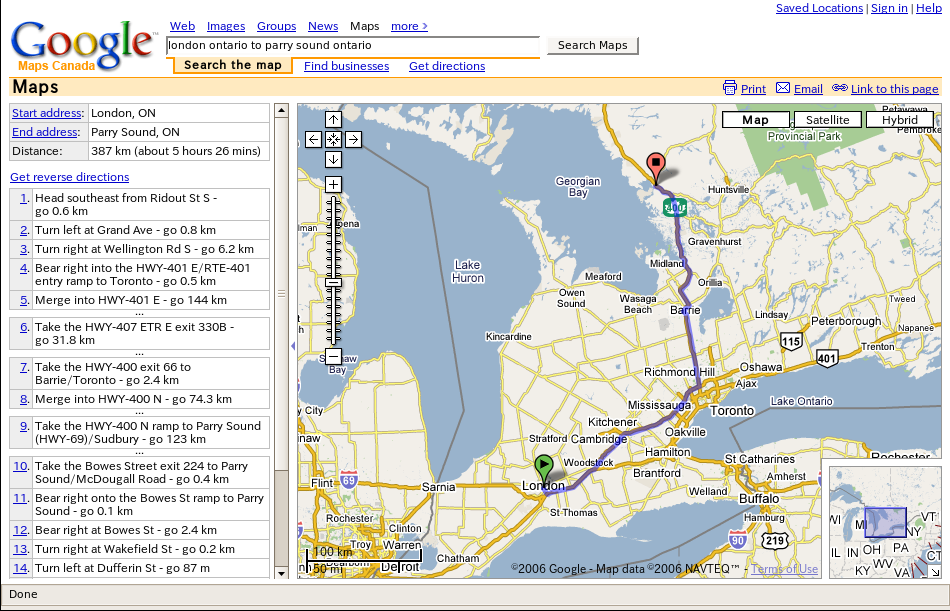 Saved Locations | Sign in | Help
Google
Maps Canada
Web Images Groups News Maps more >
london ontario to parry sound ontario
Search Maps
Search the map Find businesses Get directions
Maps
Print Email Link to this page
Start address: London, ON
End address: Parry Sound, ON
Distance: 387 km (about 5 hours 26 mins)
Get reverse directions
1. Head southeast from Ridout St S -
go 0.6 km
2. Turn left at Grand Ave - go 0.8 km
3. Turn right at Wellington Rd S - go 6.2 km
4. Bear right into the HWY-401 E/RTE-401
entry ramp to Toronto - go 0.5 km
5. Merge into HWY-401 E - go 144 km
...
6. Take the HWY-407 ETR E exit 330B -
go 31.8 km
...
7. Take the HWY-400 exit 66 to
Barrie/Toronto - go 2.4 km
8. Merge into HWY-400 N - go 74.3 km
...
9. Take the HWY-400 N ramp to Parry Sound
(HWY-69)/Sudbury - go 123 km
...
10. Take the Bowes Street exit 224 to Parry
Sound/McDougall Road - go 0.4 km
11. Bear right onto the Bowes St ramp to Parry
Sound - go 0.1 km
12. Bear right at Bowes St - go 2.4 km
13. Turn right at Wakefield St - go 0.2 km
14. Turn left at Dufferin St - go 87 m
Map Satellite Hybrid
Petawawa
Pembroke
Provincial Park
Georgian
Bay
Huntsville
400
Gravenhurst
Lake
Huron
Midland
Meaford
Orillia
Owen
Sound
Wasaga
Beach
Barrie
Lindsay
Tweed
Peterborough
Napanee
Kincardine
115
401
Trenton
Bay
Richmond Hill
Oshawa
Ajax
Lake Ontario
Mississauga
Toronto
y City
Kitchener
Oakville
inaw
Stratford
Cambridge
Hamilton
Woodstock
St Catharines
Rochester
Flint
69
Sarnia
London
Brantford
Amherst
Welland
Buffalo
St Thomas
Hamburg
Rochester
Clinton
Troy
Warren
90
219
100 km
50 mi
Dearborn
Detroit
Chatham
©2006 Google - Map data ©2006 NAVTEQ™ - Terms of Use
WI
MI
NY
VT
IL IN OH PA
CT
KY WV
VA
Done